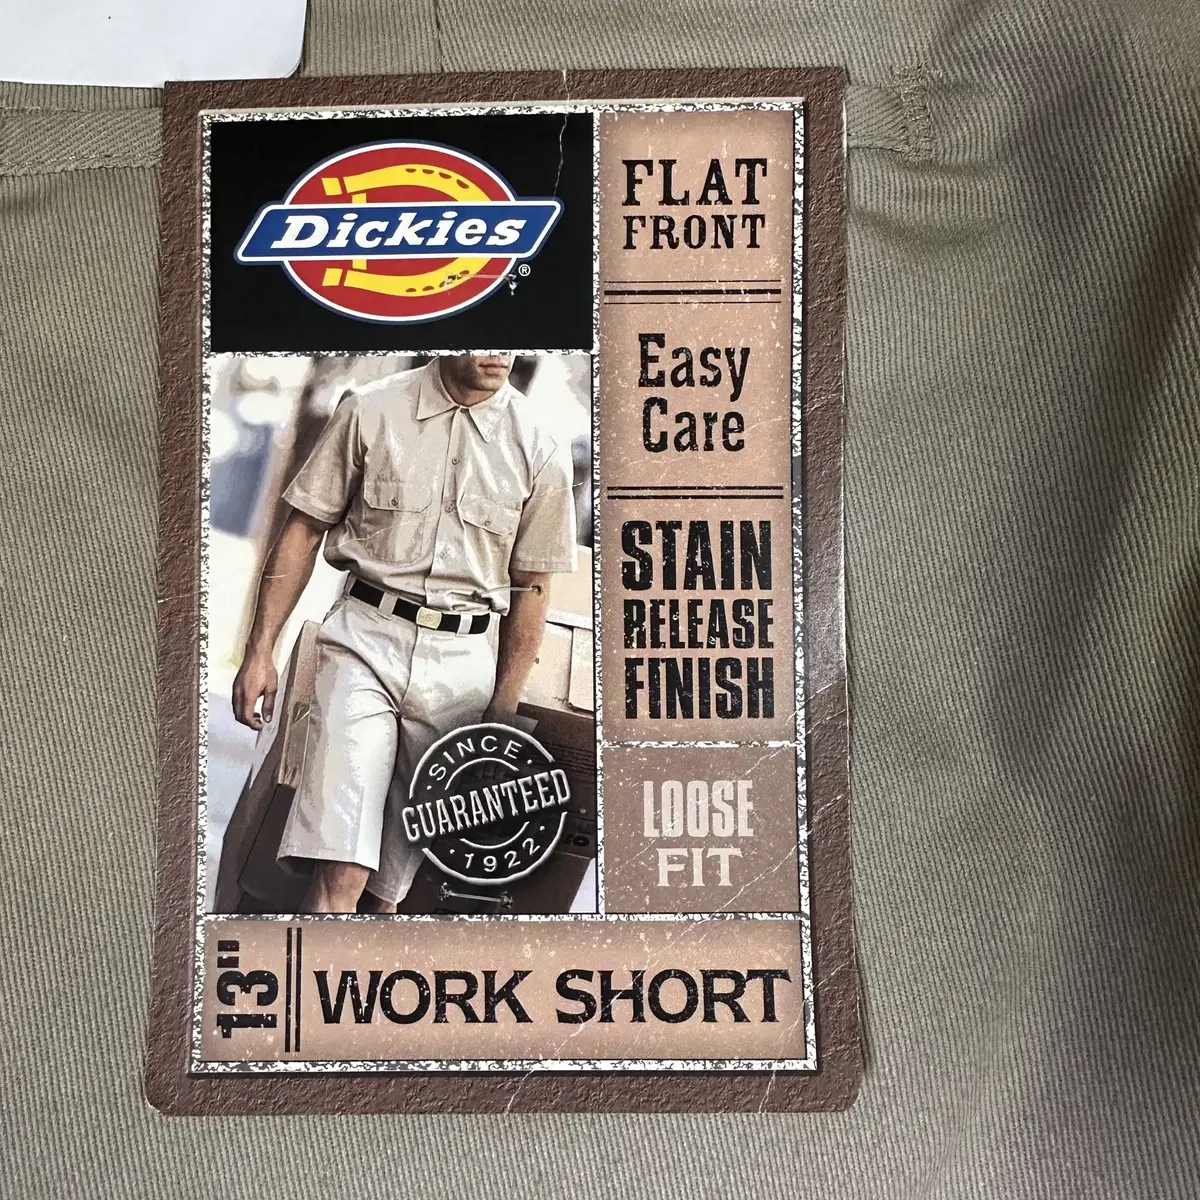 Dickies®
FLAT
FRONT
Easy
Care
STAIN
RELEASE
FINISH
LOOSE
FIT
SINCE
GUARANTEED
1922
13"
WORK SHORT